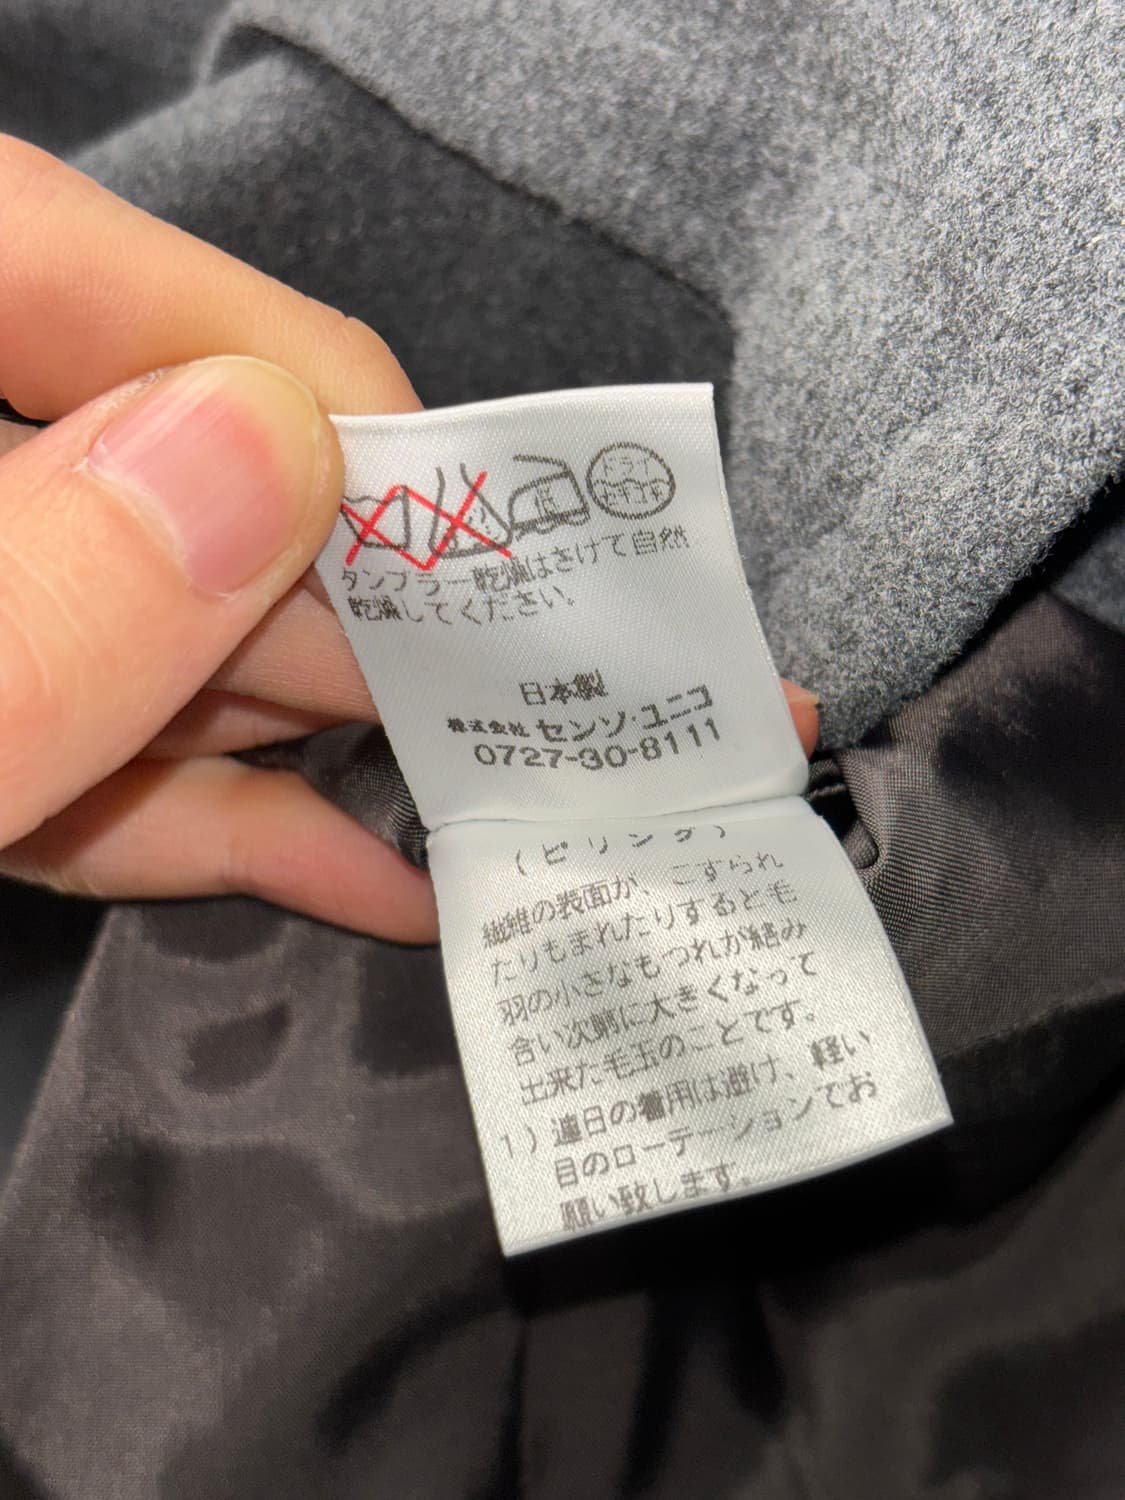 ドライ
セキユ系
タンブラー乾燥はさけて自然
乾燥してください。
日本製
株式会社 センソ・ユニコ
0727-30-8111
(ピリング)
繊維の表面が、こすられ
たりもまれたりすると毛
羽の小さなもつれが絡み
合い次第に大きくなって
出来た毛玉のことです。
1) 連日の着用は避け、軽い
目のローテーションでお
願い致します。